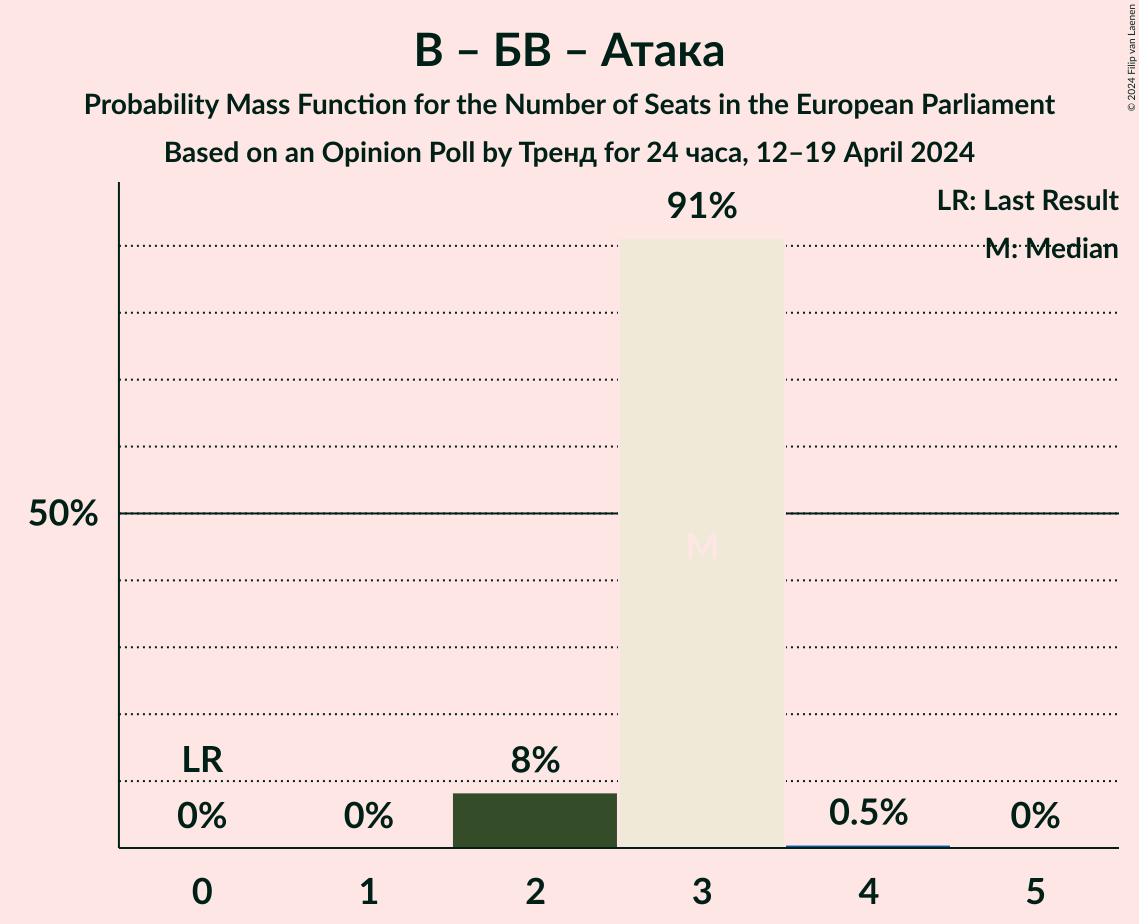 В – БВ – Атака
Probability Mass Function for the Number of Seats in the European Parliament
Based on an Opinion Poll by Тренд for 24 часа, 12–19 April 2024
© 2024 Filip van Laenen
LR: Last Result
M: Median
91%
50%
M
LR
8%
0%
0%
0.5%
0%
0
1
2
3
4
5